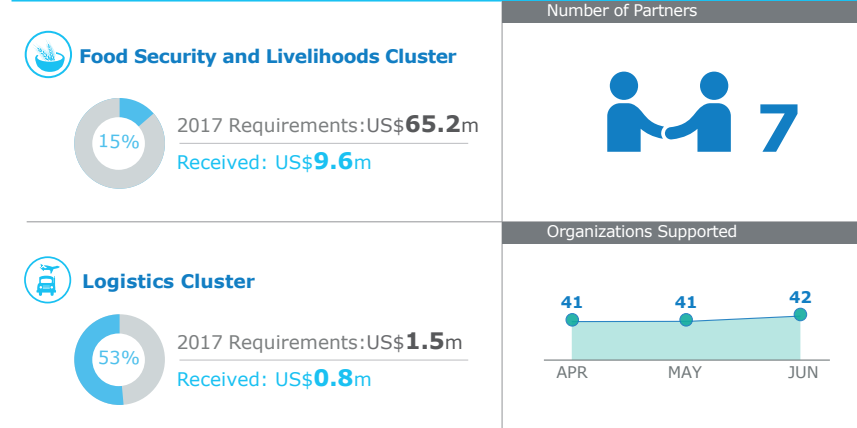 Number of Partners
Food Security and Livelihoods Cluster
15%
2017 Requirements:US$65.2m
Received: US$9.6m
7
Organizations Supported
Logistics Cluster
53%
2017 Requirements:US$1.5m
Received: US$0.8m
41 41 42
APR MAY JUN